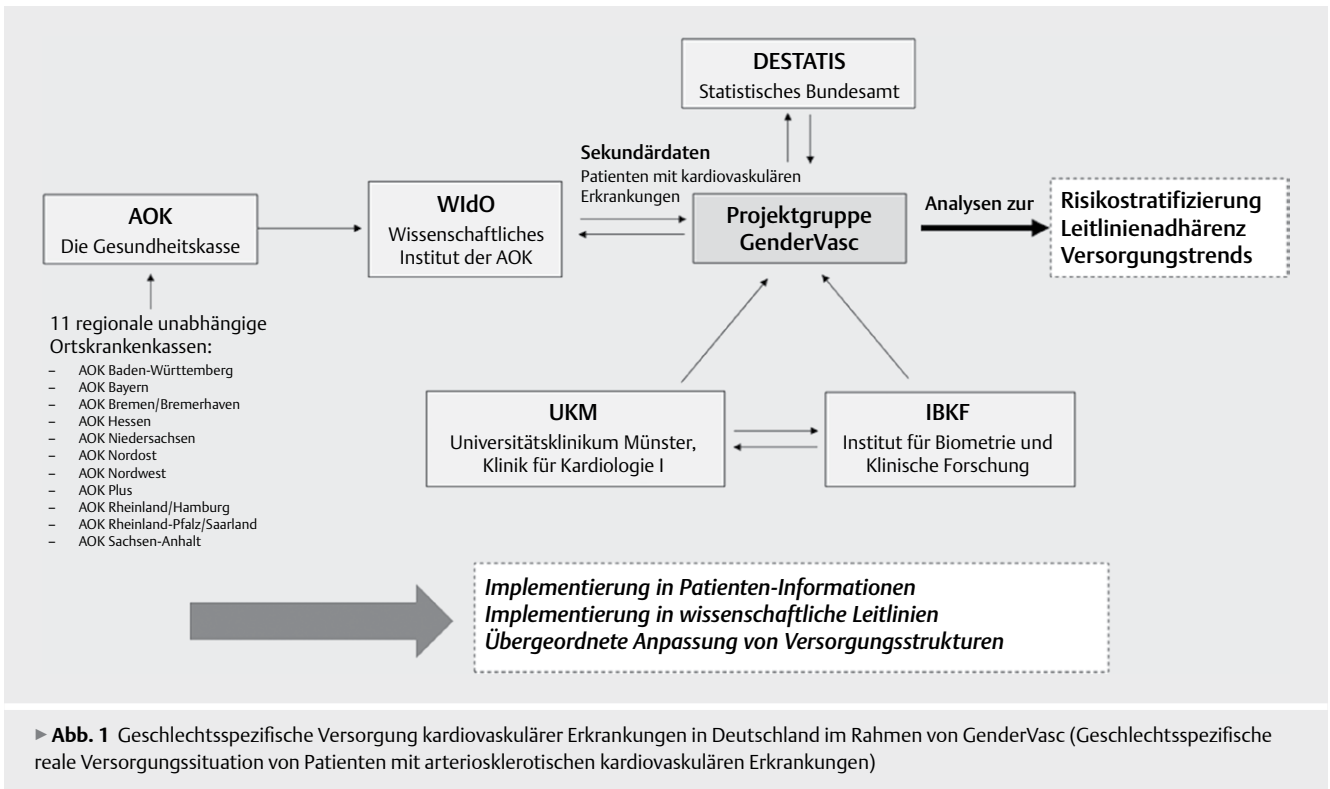 DESTATIS
Statistisches Bundesamt
Sekundärdaten
Patienten mit kardiovaskulären
Erkrankungen
AOK
Die Gesundheitskasse
WIdO
Wissenschaftliches
Institut der AOK
Projektgruppe
GenderVasc
Analysen zur
Risikostratifizierung
Leitlinienadhärenz
Versorgungstrends
11 regionale unabhängige
Ortskrankenkassen:
– AOK Baden-Württemberg
– AOK Bayern
– AOK Bremen/Bremerhaven
– AOK Hessen
– AOK Niedersachsen
– AOK Nordost
– AOK Nordwest
– AOK Plus
– AOK Rheinland/Hamburg
– AOK Rheinland-Pfalz/Saarland
– AOK Sachsen-Anhalt
UKM
Universitätsklinikum Münster,
Klinik für Kardiologie I
IBKF
Institut für Biometrie und
Klinische Forschung
Implementierung in Patienten-Informationen
Implementierung in wissenschaftliche Leitlinien
Übergeordnete Anpassung von Versorgungsstrukturen
▶ Abb. 1 Geschlechtsspezifische Versorgung kardiovaskulärer Erkrankungen in Deutschland im Rahmen von GenderVasc (Geschlechtsspezifische
reale Versorgungssituation von Patienten mit arteriosklerotischen kardiovaskulären Erkrankungen)